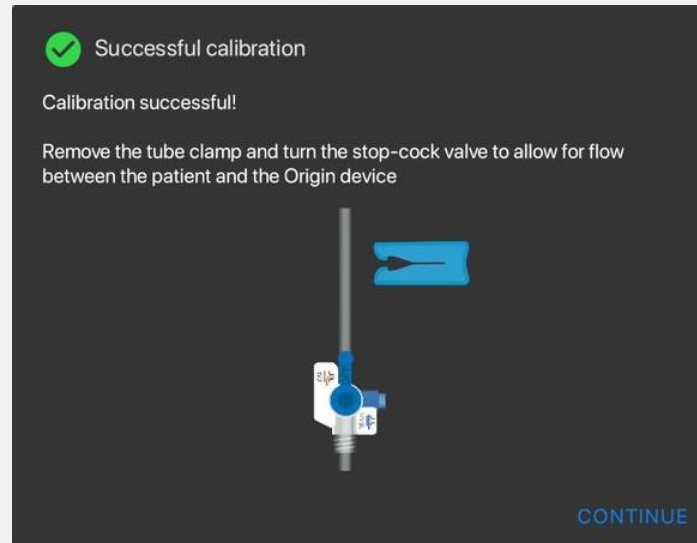 Successful calibration
Calibration successful!
Remove the tube clamp and turn the stop-cock valve to allow for flow
between the patient and the Origin device
CONTINUE